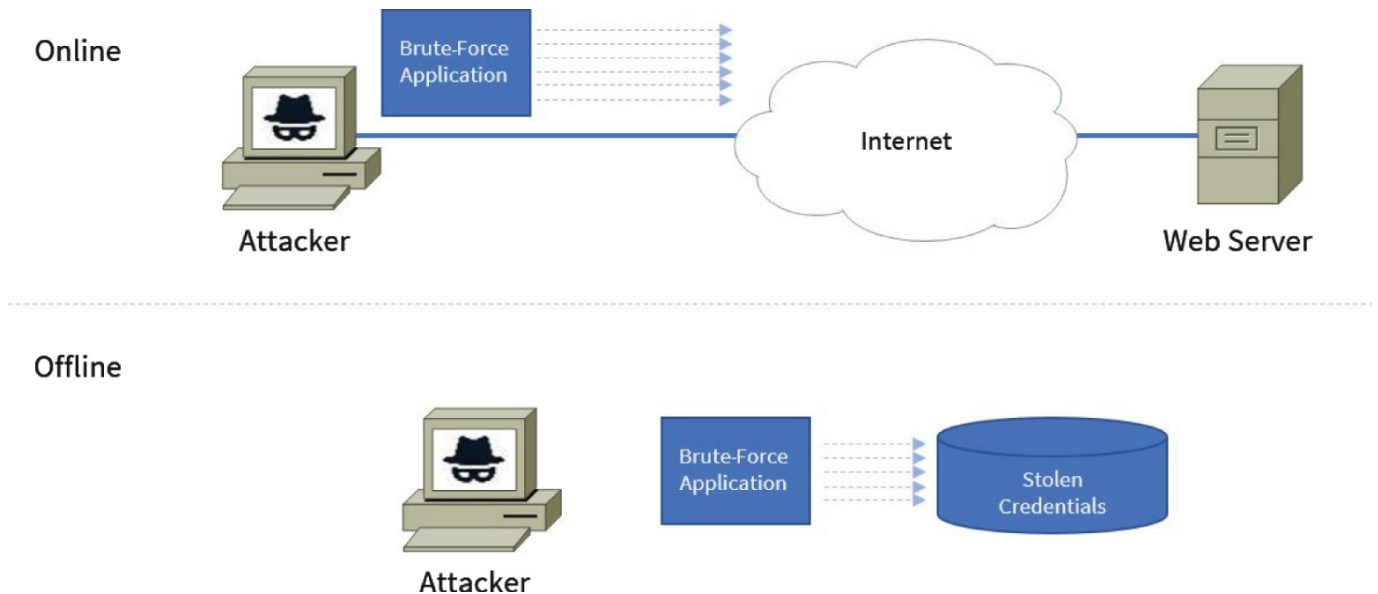 Online
Brute-Force
Application
Internet
Attacker
Web Server
Offline
Brute-Force
Application
Stolen
Credentials
Attacker